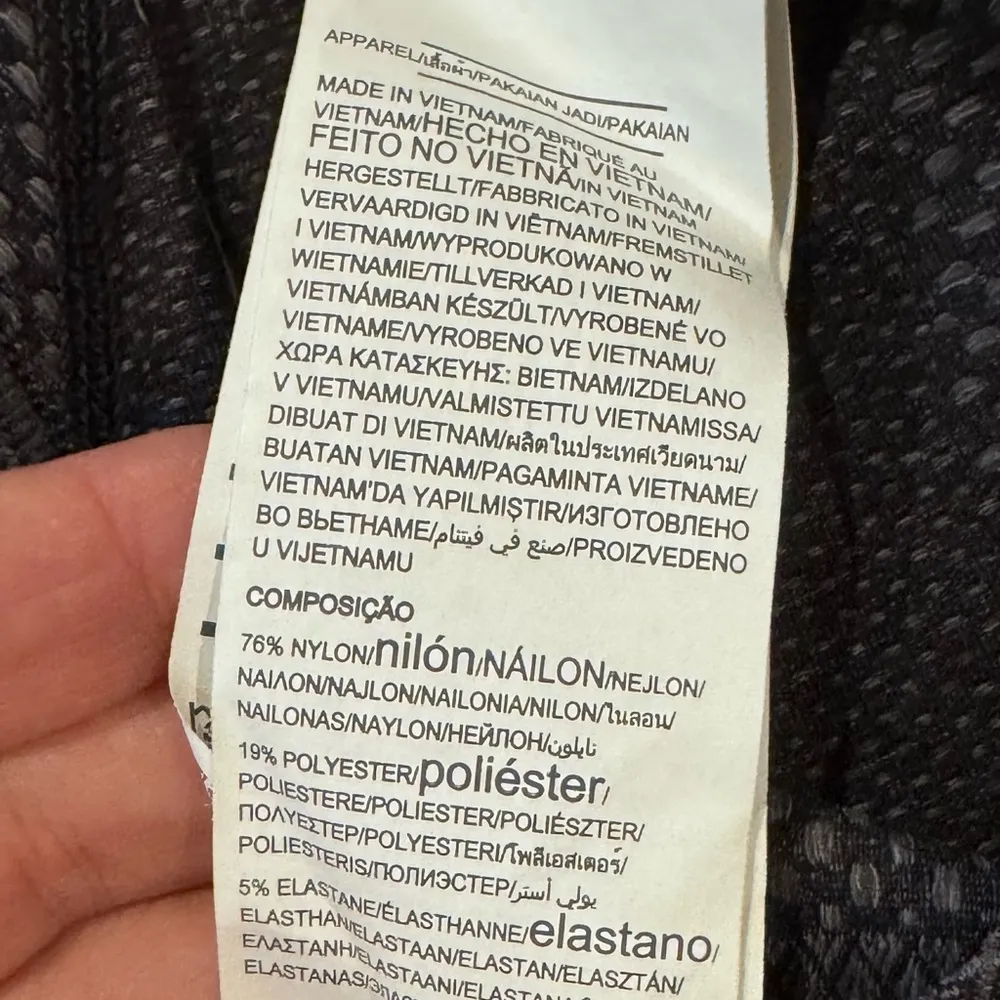 APPAREL/เสื้อผ้า/PAKAIAN JADI/PAKAIAN
MADE IN VIETNAM/FABRIQUÉ AU
VIETNAM/HECHO EN VIETNAM/
FEITO NO VIETNÃ/IN VIETNAM
HERGESTELLT/FABBRICATO IN VIETNAM/
VERVAARDIGD IN VIETNAM/FREMSTILLET
I VIETNAM/WYPRODUKOWANO W
WIETNAMIE/TILLVERKAD I VIETNAM/
VIETNÁMBAN KÉSZÜLT/VYROBENÉ VO
VIETNAME/VYROBENO VE VIETNAMU/
ΧΩΡΑ ΚΑΤΑΣΚΕΥΗΣ: ΒΙΕΤΝΑΜ/IZDELANO
V VIETNAMU/VALMISTETTU VIETNAMISSA/
DIBUAT DI VIETNAM/ผลิตในประเทศเวียดนาม/
BUATAN VIETNAM/PAGAMINTA VIETNAME/
VIETNAM'DA YAPILMIŞTIR/ИЗГОТОВЛЕНО
ВО ВЬЕТНАМЕ/صنع في فيتنام/PROIZVEDENO
U VIJETNAMU
COMPOSIÇÃO
76% NYLON/nilón/NÁILON/NEJLON/
ΝΑΙΛΟΝ/NAJLON/NAILONIA/NILON/ไนลอน/
NAILONAS/NAYLON/НЕЙЛОН/نايلون
19% POLYESTER/poliéster/
POLIESTERE/POLIESTER/POLIÉSZTER/
ΠΟΛΥΕΣΤΕΡ/POLYESTERI/โพลีเอสเตอร์/
POLIESTERIS/ПОЛИЭСТЕР/بولي أستر
5% ELASTANE/ÉLASTHANNE/elastano/
ELASTHAN/ELASTAAN/ELASTAN/ELASZTÁN/
ΕΛΑΣΤΑΝΗ/ELASTAANI/ELASTANA/
ELASTANAS/